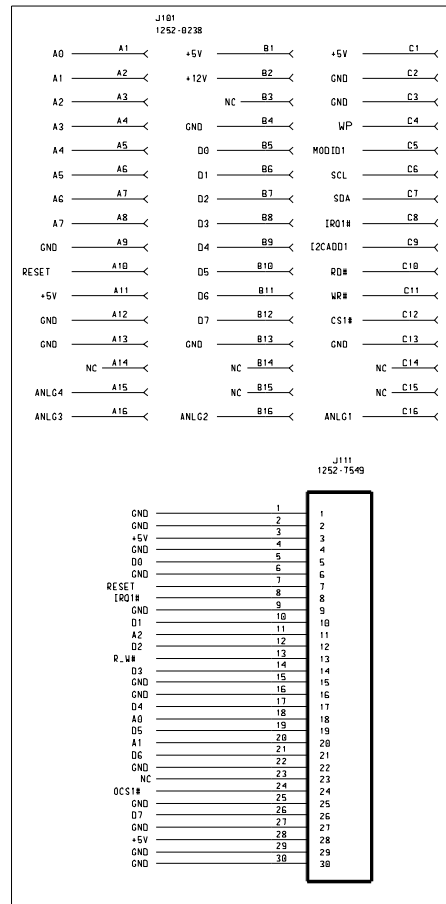 J101
1252-0238
A0 A1 +5V B1 +5V C1
A1 A2 +12V B2 GND C2
A2 A3 NC B3 GND C3
A3 A4 GND B4 WP C4
A4 A5 D0 B5 MODID1 C5
A5 A6 D1 B6 SCL C6
A6 A7 D2 B7 SDA C7
A7 A8 D3 B8 IRQ1# C8
GND A9 D4 B9 I2CADD1 C9
RESET A10 D5 B10 RD# C10
+5V A11 D6 B11 WR# C11
GND A12 D7 B12 CS1# C12
GND A13 GND B13 GND C13
NC A14 NC B14 NC C14
ANLG4 A15 NC B15 NC C15
ANLG3 A16 ANLG2 B16 ANLG1 C16
J111
1252-7549
GND 1 1
GND 2 2
+5V 3 3
GND 4 4
D0 5 5
GND 6 6
RESET 7 7
IRQ1# 8 8
GND 9 9
D1 10 10
A2 11 11
D2 12 12
R_W# 13 13
D3 14 14
GND 15 15
GND 16 16
D4 17 17
A0 18 18
D5 19 19
A1 20 20
D6 21 21
GND 22 22
NC 23 23
OCS1# 24 24
GND 25 25
D7 26 26
GND 27 27
+5V 28 28
GND 29 29
GND 30 30